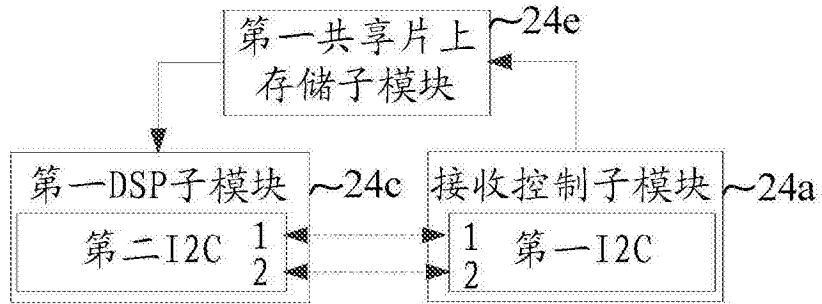 第一共享片上
存储子模块
24e
第一DSP子模块
24c
接收控制子模块
24a
第二I2C
1
2
1
2
第一I2C